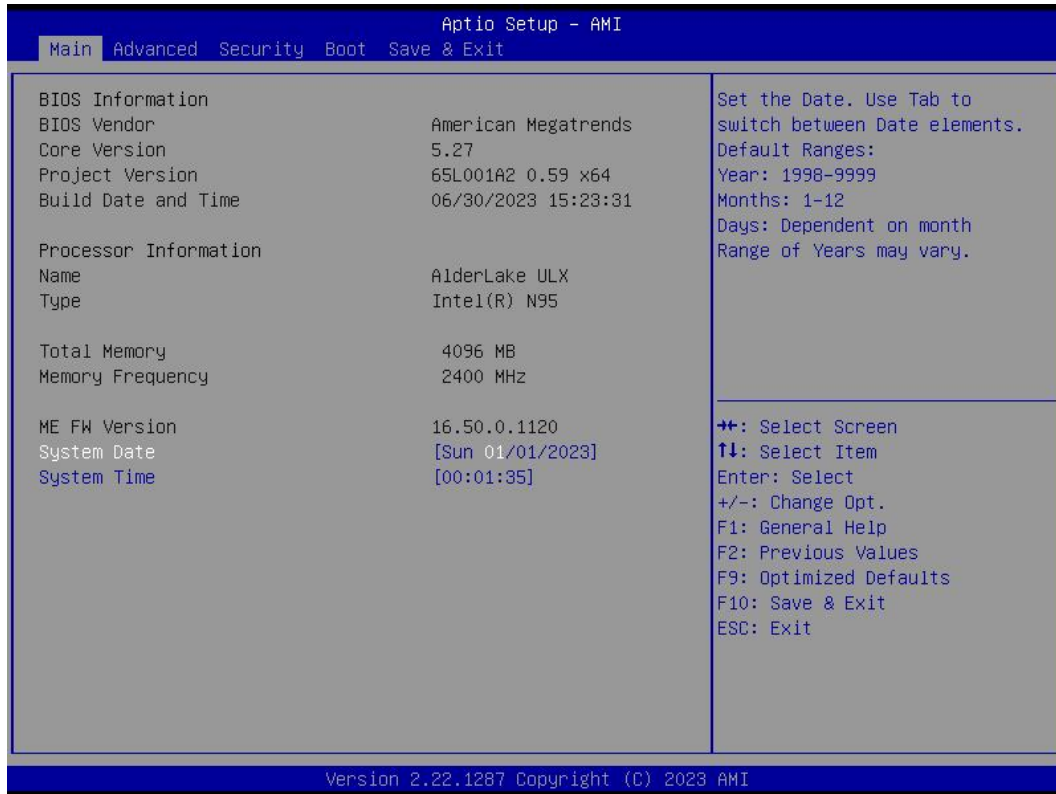 Aptio Setup - AMI
Main Advanced Security Boot Save & Exit
BIOS Information
BIOS Vendor American Megatrends
Core Version 5.27
Project Version 65L001A2 0.59 x64
Build Date and Time 06/30/2023 15:23:31
Processor Information
Name AlderLake ULX
Type Intel(R) N95
Total Memory 4096 MB
Memory Frequency 2400 MHz
ME FW Version 16.50.0.1120
System Date [Sun 01/01/2023]
System Time [00:01:35]
Set the Date. Use Tab to
switch between Date elements.
Default Ranges:
Year: 1998-9999
Months: 1-12
Days: Dependent on month
Range of Years may vary.
→←: Select Screen
↑↓: Select Item
Enter: Select
+/-: Change Opt.
F1: General Help
F2: Previous Values
F9: Optimized Defaults
F10: Save & Exit
ESC: Exit
Version 2.22.1287 Copyright (C) 2023 AMI